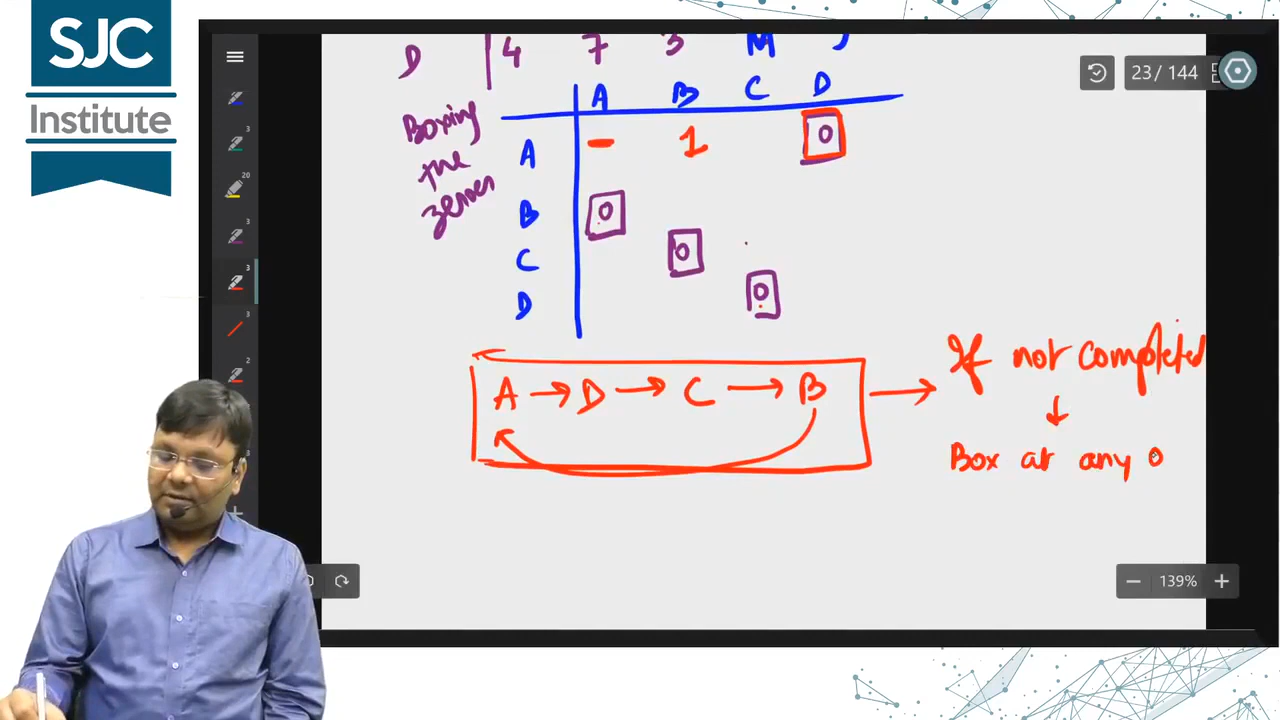 SJC
Institute
D 4 7 3 M
23 / 144
A B C D
Boxing
the
zeroes
A - 1 0
B 0
C 0
D 0
A → D → C → B
If not completed
↓
Box at any 0
139%